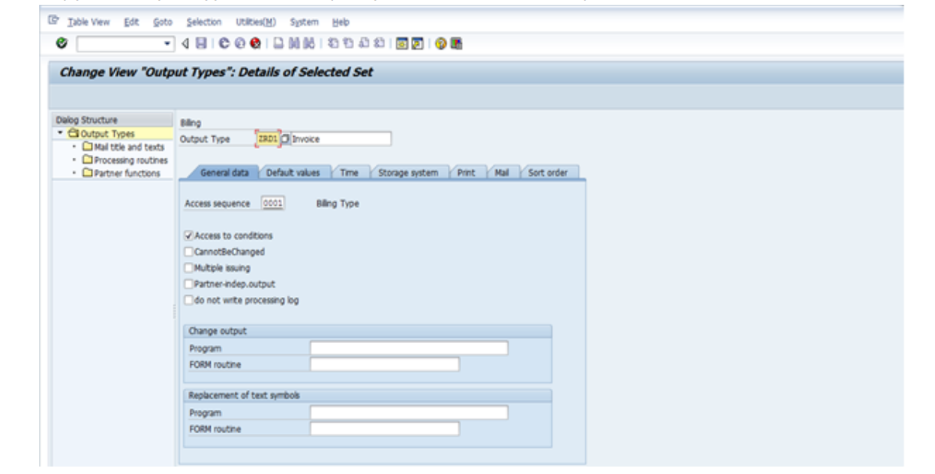 Table View Edit Goto Selection Utilities(M) System Help
Change View "Output Types": Details of Selected Set
Dialog Structure
Output Types
Mail title and texts
Processing routines
Partner functions
Billing
Output Type ZRD1 Invoice
General data Default values Time Storage system Print Mail Sort order
Access sequence 0001 Billing Type
Access to conditions
CannotBeChanged
Multiple issuing
Partner-indep.output
do not write processing log
Change output
Program
FORM routine
Replacement of text symbols
Program
FORM routine